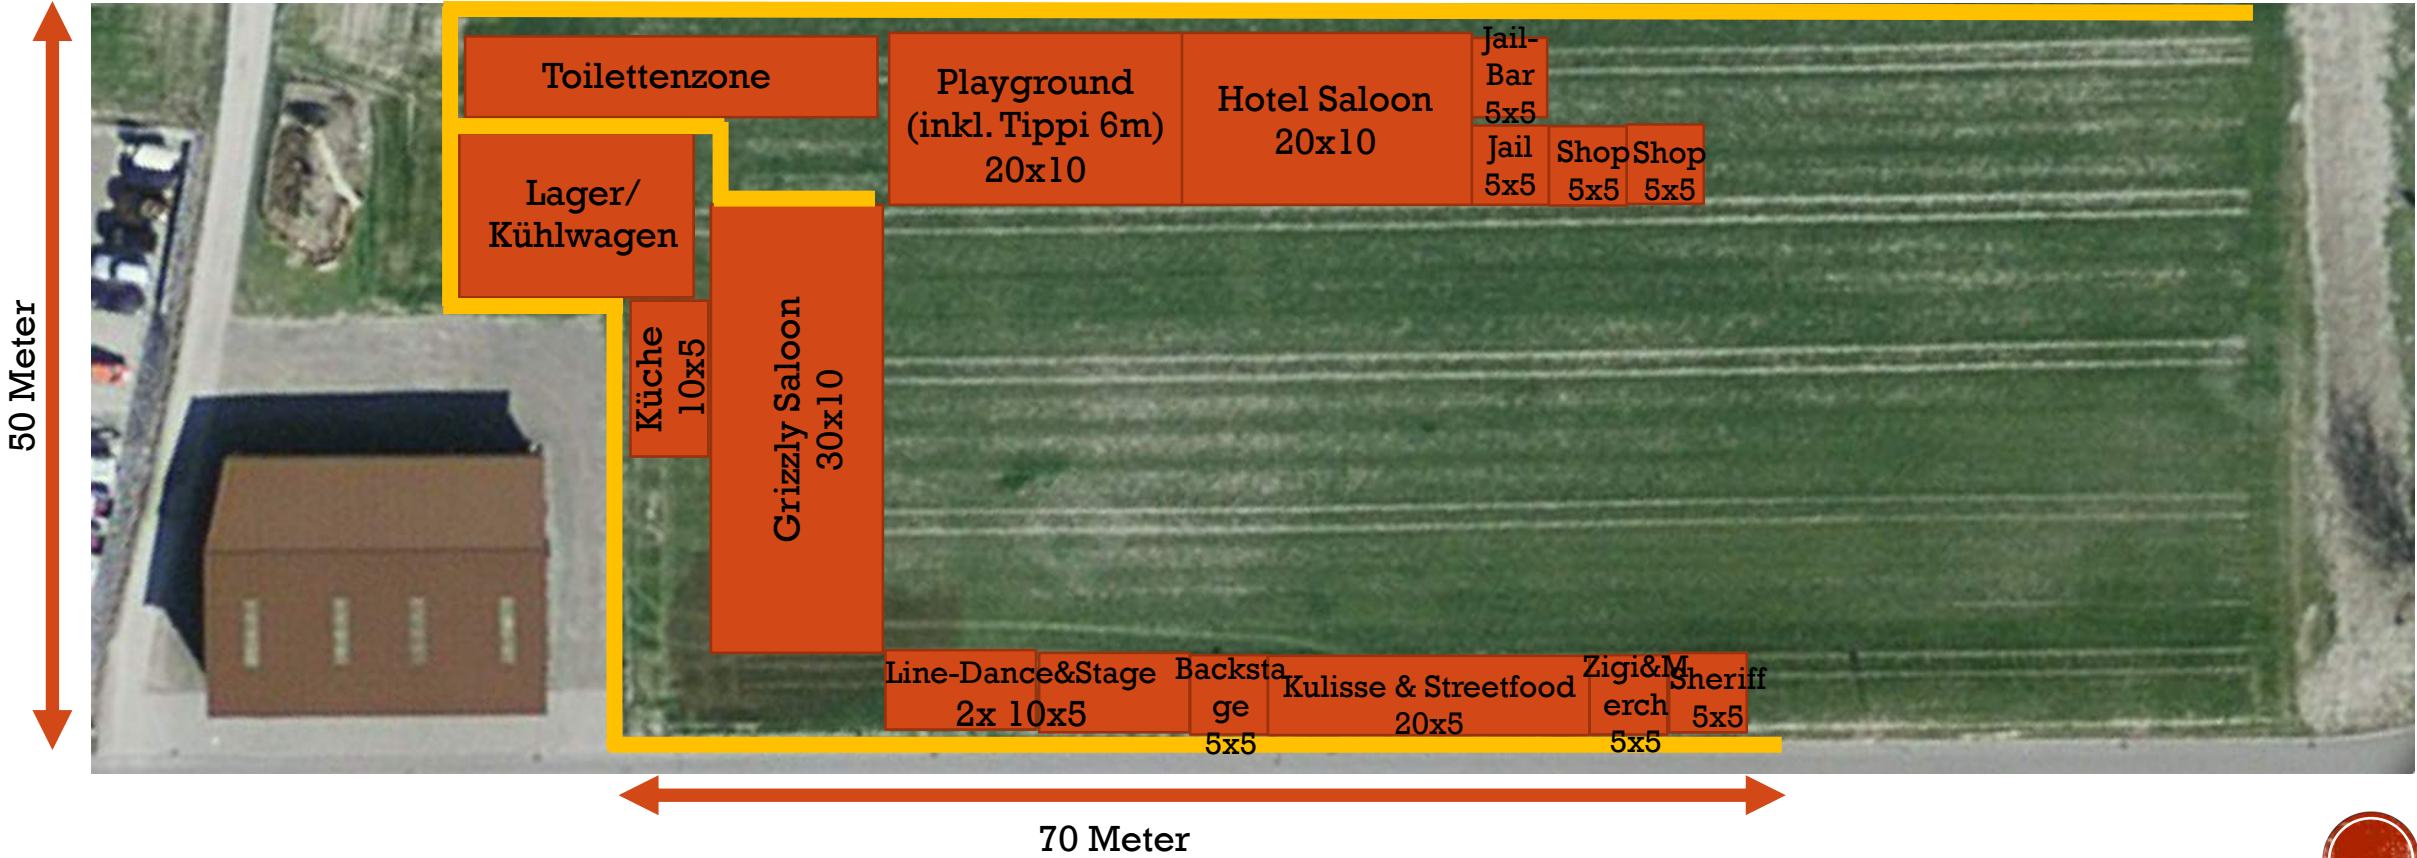 Toilettenzone
Playground
(inkl. Tippi 6m)
20x10
Hotel Saloon
20x10
Jail-
Bar
5x5
Jail
5x5
Shop
5x5
Shop
5x5
Lager/
Kühlwagen
Küche
10x5
Grizzly Saloon
30x10
50 Meter
Line-Dance&Stage
2x 10x5
Backsta
ge
5x5
Kulisse & Streetfood
20x5
Zigi&M
erch
5x5
Sheriff
5x5
70 Meter